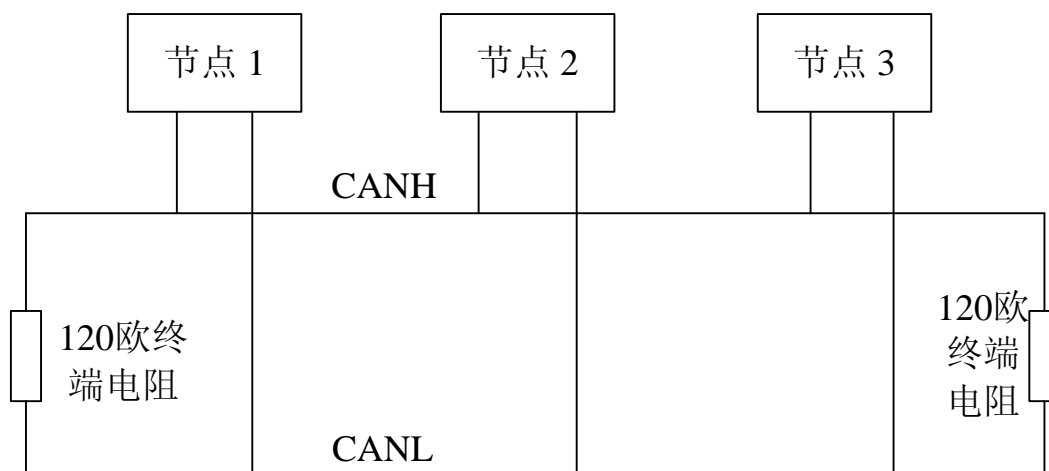 节点 1
节点 2
节点 3
CANH
120欧终
端电阻
120欧
终端
电阻
CANL